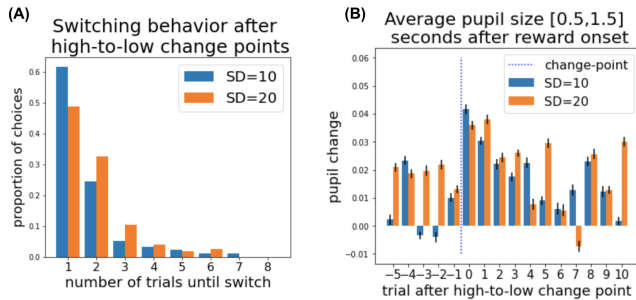 (A)
Switching behavior after
high-to-low change points
SD=10
SD=20
proportion of choices
0.6
0.5
0.4
0.3
0.2
0.1
0.0
1 2 3 4 5 6 7 8
number of trials until switch
(B)
Average pupil size [0.5,1.5]
seconds after reward onset
change-point
SD=10
SD=20
pupil change
0.06
0.05
0.04
0.03
0.02
0.01
0.00
−0.01
−5 −4 −3 −2 −1 0 1 2 3 4 5 6 7 8 9 10
trial after high-to-low change point